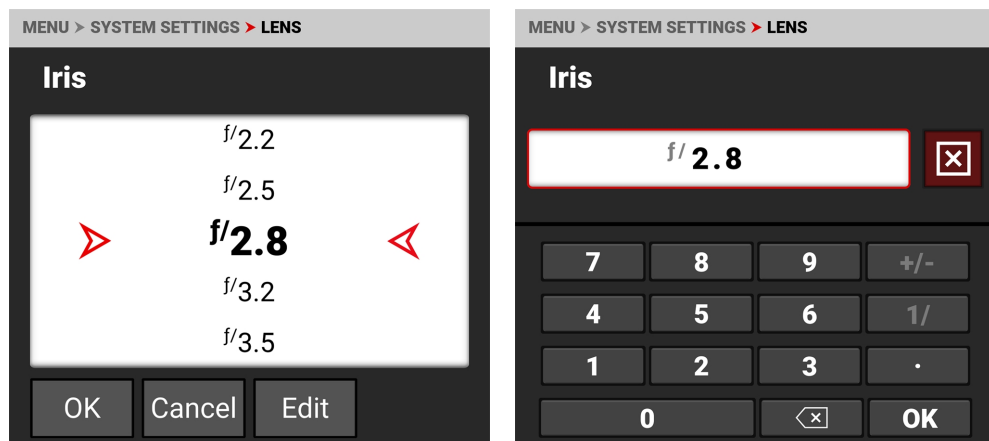 MENU > SYSTEM SETTINGS > LENS
Iris
ƒ/2.2
ƒ/2.5
ƒ/2.8
ƒ/3.2
ƒ/3.5
OK Cancel Edit
MENU > SYSTEM SETTINGS > LENS
Iris
ƒ/ 2.8
7 8 9 +/-
4 5 6 1/
1 2 3 .
0 OK